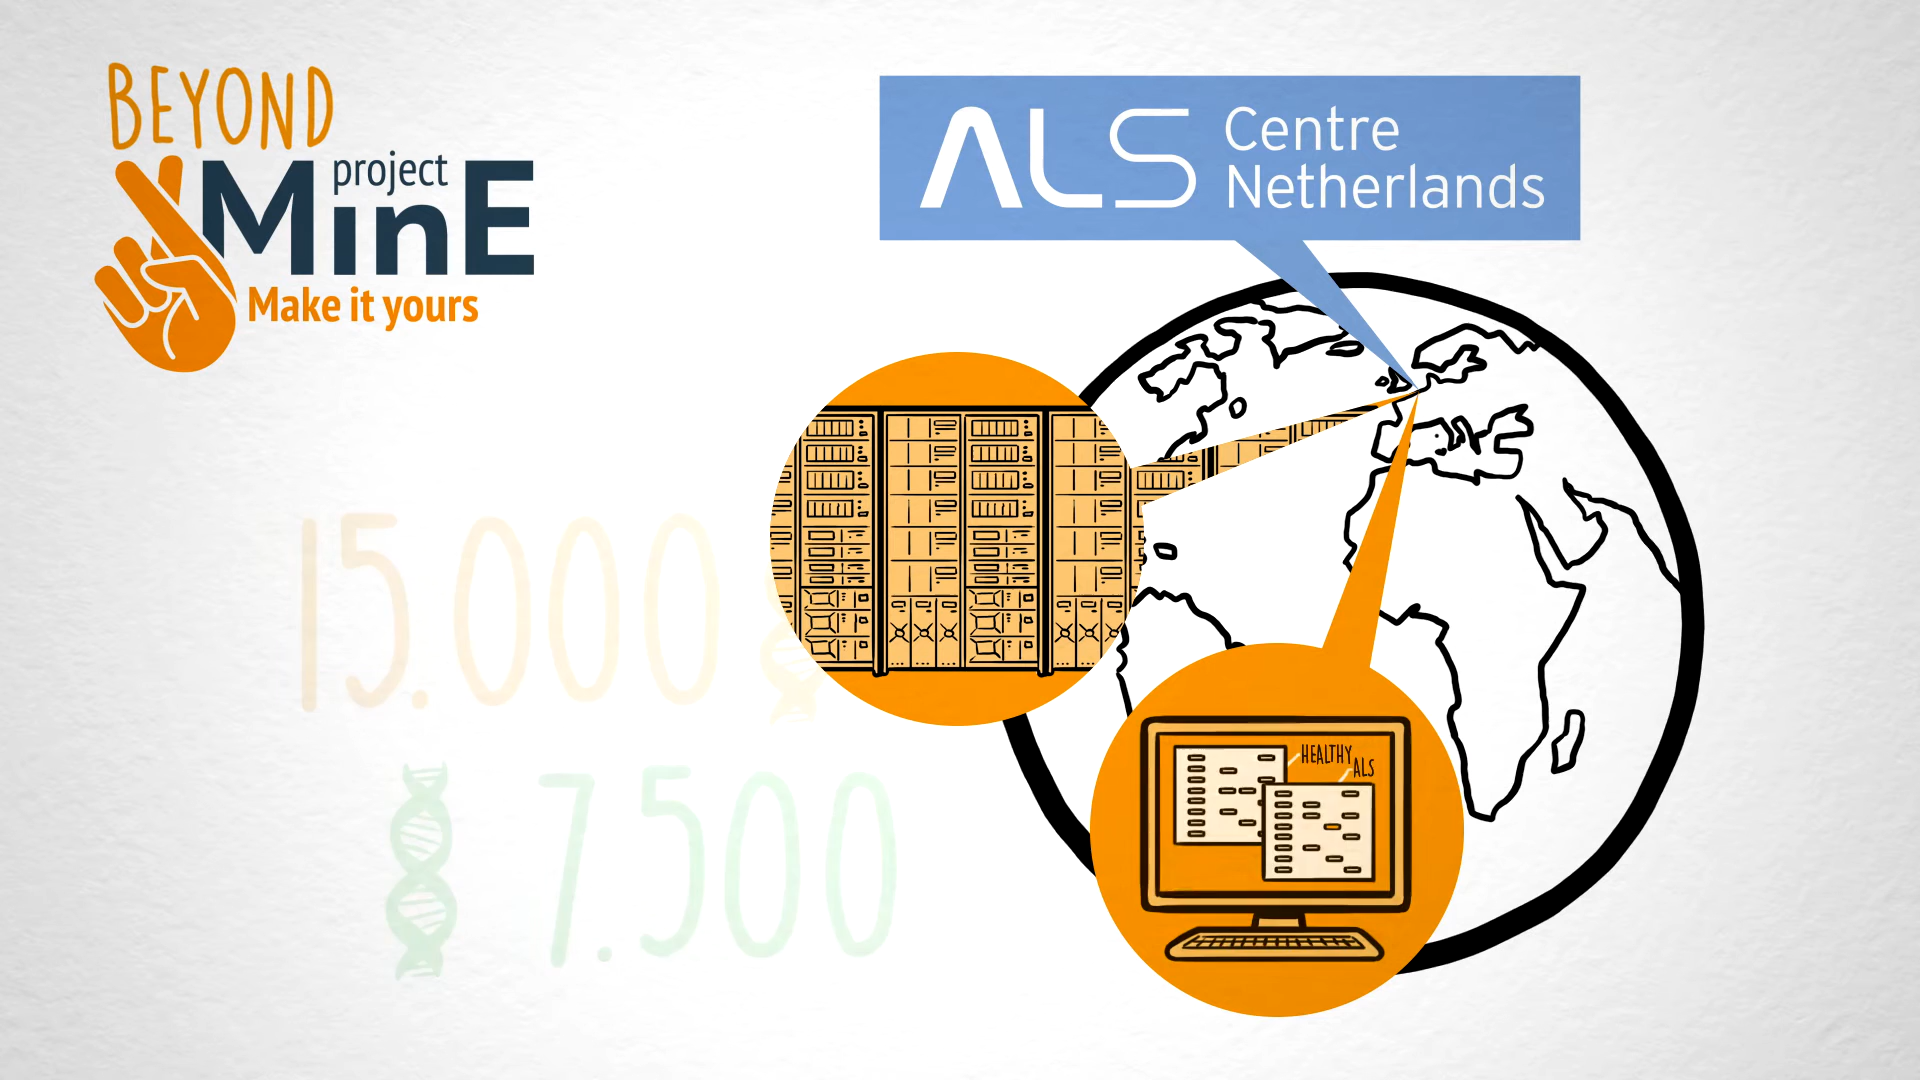 BEYOND
project
MinE
Make it yours
ALS Centre
Netherlands
15.000
7.500
HEALTHY
ALS